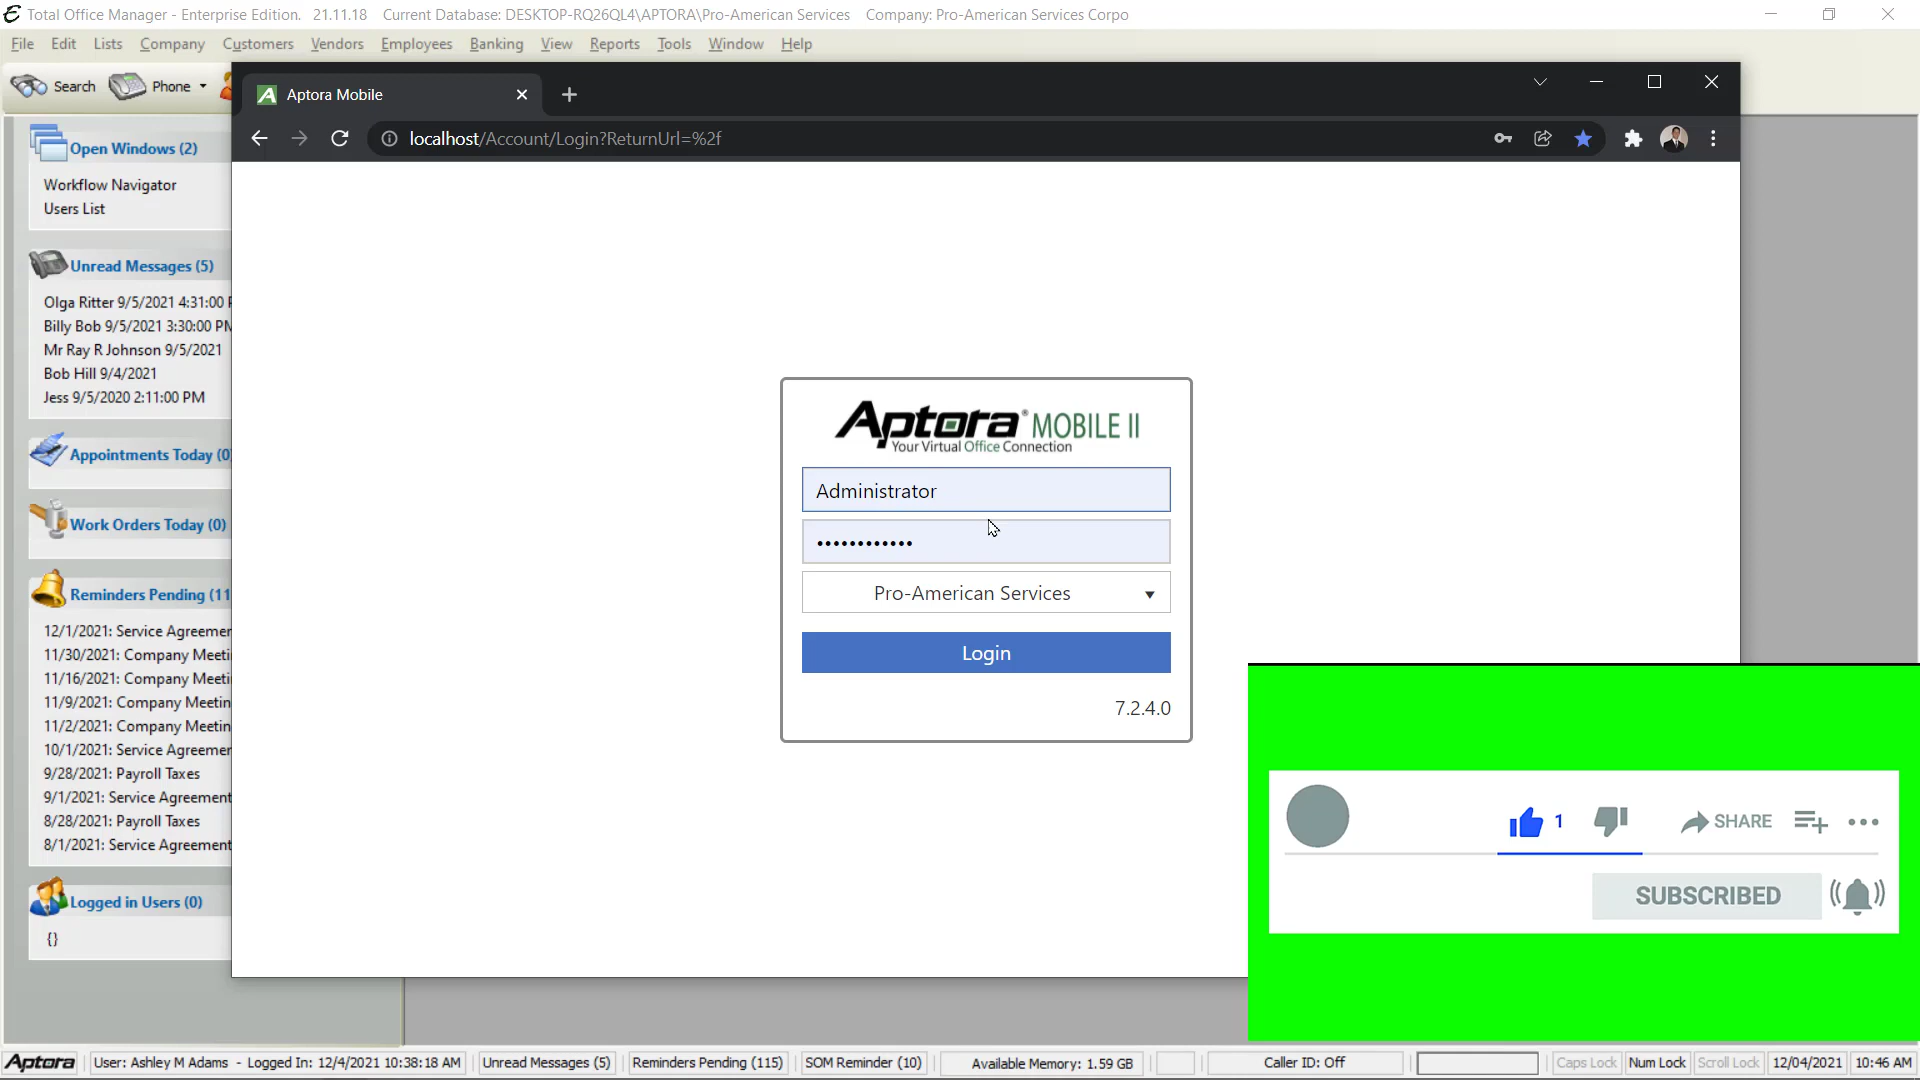 Total Office Manager - Enterprise Edition. 21.11.18 Current Database: DESKTOP-RQ26QL4\APTORA\Pro-American Services Company: Pro-American Services Corpo
File Edit Lists Company Customers Vendors Employees Banking View Reports Tools Window Help
Search Phone
Aptora Mobile
localhost/Account/Login?ReturnUrl=%2f
Open Windows (2)
Workflow Navigator
Users List
Unread Messages (5)
Olga Ritter 9/5/2021 4:31:00
Billy Bob 9/5/2021 3:30:00 PM
Mr Ray R Johnson 9/5/2021
Bob Hill 9/4/2021
Jess 9/5/2020 2:11:00 PM
Appointments Today (0
Work Orders Today (0)
Reminders Pending (11
12/1/2021: Service Agreemer
11/30/2021: Company Meeti
11/16/2021: Company Meeti
11/9/2021: Company Meetin
11/2/2021: Company Meetin
10/1/2021: Service Agreemer
9/28/2021: Payroll Taxes
9/1/2021: Service Agreement
8/28/2021: Payroll Taxes
8/1/2021: Service Agreement
Logged in Users (0)
{}
Aptora® MOBILE II
Your Virtual Office Connection
Administrator
••••••••••••
Pro-American Services
Login
7.2.4.0
1 SHARE
SUBSCRIBED
Aptora User: Ashley M Adams - Logged In: 12/4/2021 10:38:18 AM Unread Messages (5) Reminders Pending (115) SOM Reminder (10) Available Memory: 1.59 GB Caller ID: Off Caps Lock Num Lock Scroll Lock 12/04/2021 10:46 AM